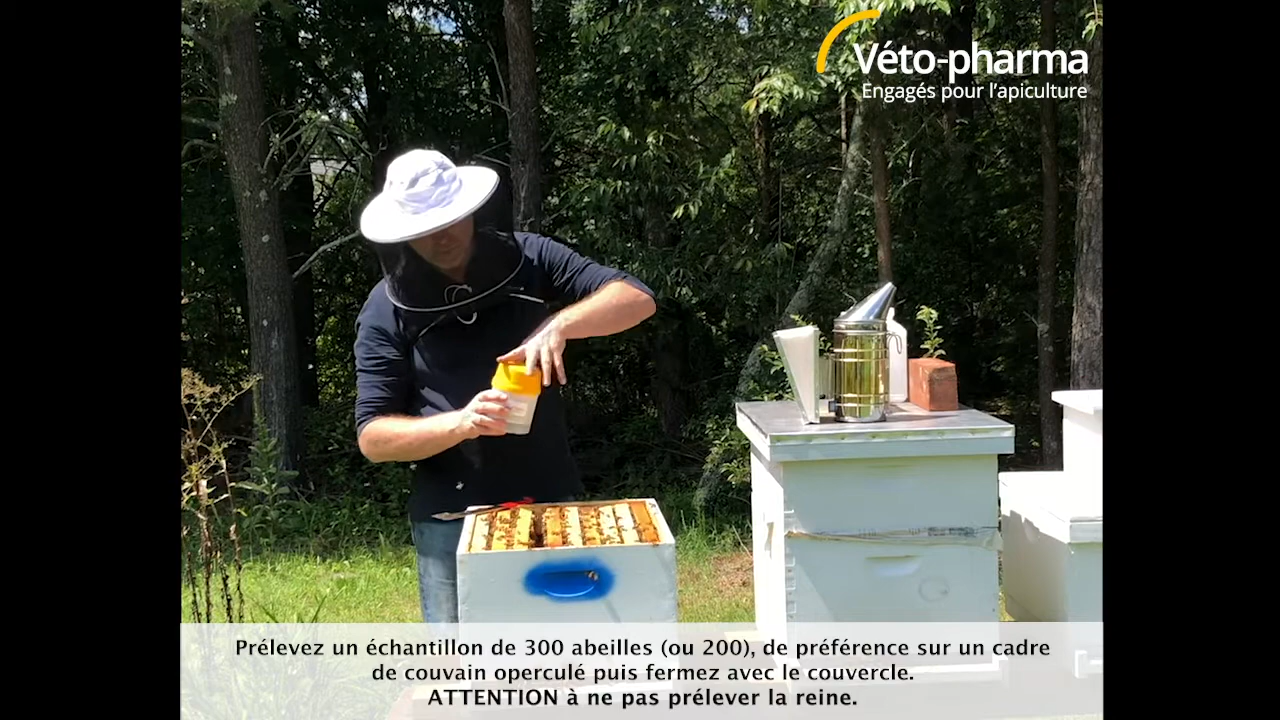 Véto-pharma
Engagés pour l'apiculture
Prélevez un échantillon de 300 abeilles (ou 200), de préférence sur un cadre
de couvain operculé puis fermez avec le couvercle.
ATTENTION à ne pas prélever la reine.